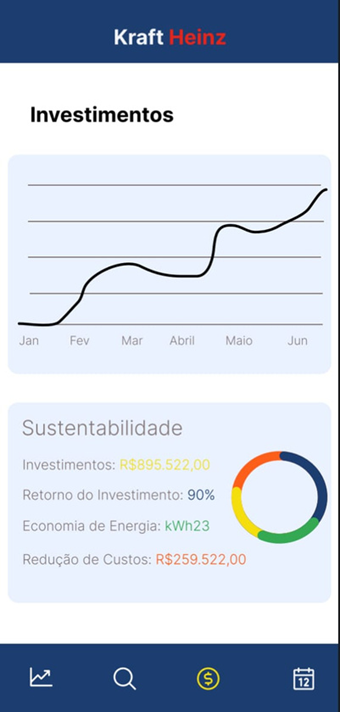 Kraft Heinz
Investimentos
Jan Fev Mar Abril Maio Jun
Sustentabilidade
Investimentos: R$895.522,00
Retorno do Investimento: 90%
Economia de Energia: kWh23
Redução de Custos: R$259.522,00
$ 12